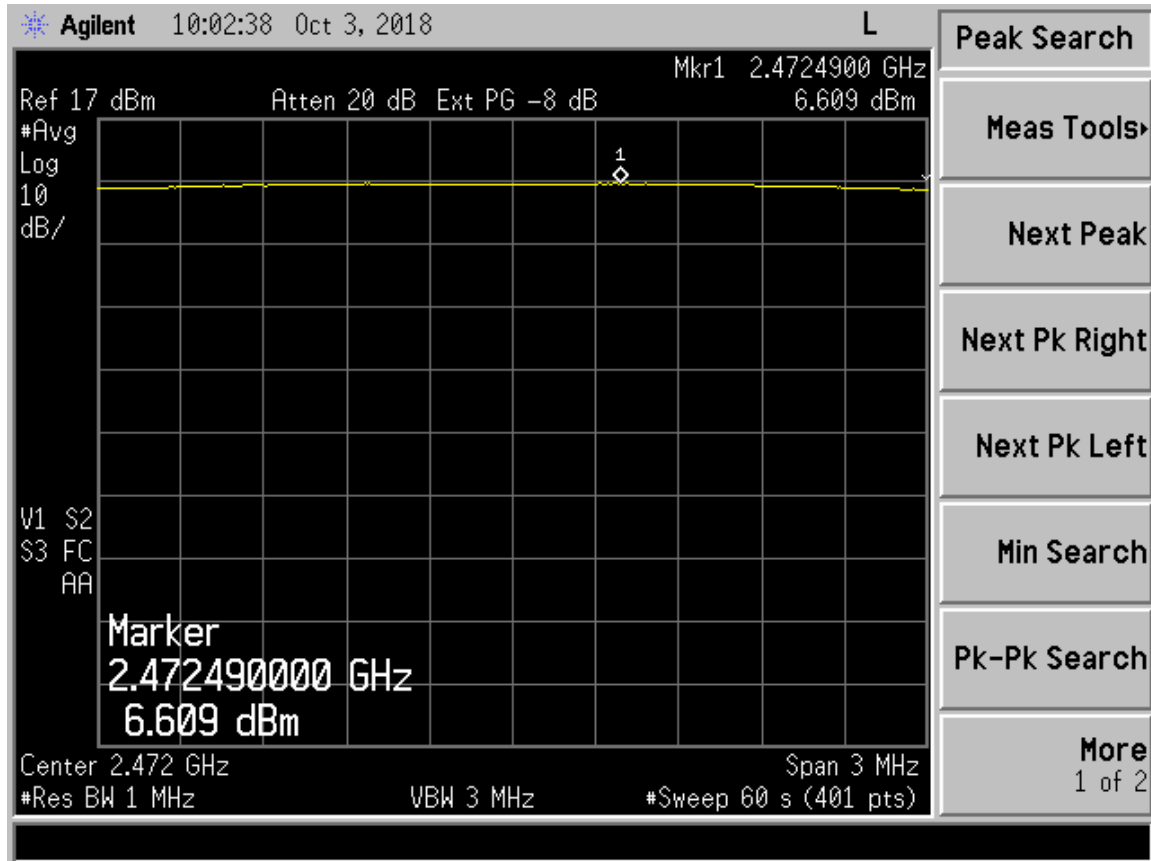 Agilent 10:02:38 Oct 3, 2018 L
Mkr1 2.4724900 GHz
Ref 17 dBm Atten 20 dB Ext PG -8 dB 6.609 dBm
#Avg
Log
10
dB/
1
V1 S2
S3 FC
AA
Marker
2.472490000 GHz
6.609 dBm
Center 2.472 GHz Span 3 MHz
#Res BW 1 MHz VBW 3 MHz #Sweep 60 s (401 pts)
Peak Search
Meas Tools
Next Peak
Next Pk Right
Next Pk Left
Min Search
Pk-Pk Search
More
1 of 2